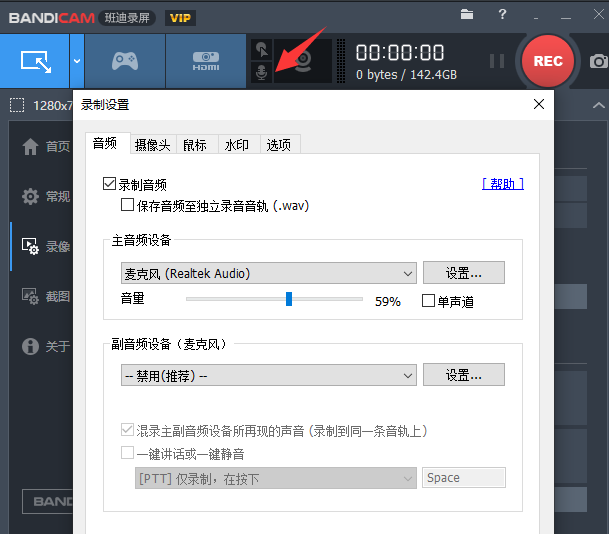 BANDICAM 班迪录屏 VIP
HDMI
00:00:00
0 bytes / 142.4GB
REC
1280x7
录制设置
首页
常规
录像
截图
关于
BAND
音频 摄像头 鼠标 水印 选项
录制音频
[ 帮助 ]
保存音频至独立录音音轨 (.wav)
主音频设备
麦克风 (Realtek Audio)
设置...
音量
59%
单声道
副音频设备（麦克风）
-- 禁用(推荐) --
设置...
混录主副音频设备所再现的声音 (录制到同一条音轨上)
一键讲话或一键静音
[PTT] 仅录制，在按下
Space